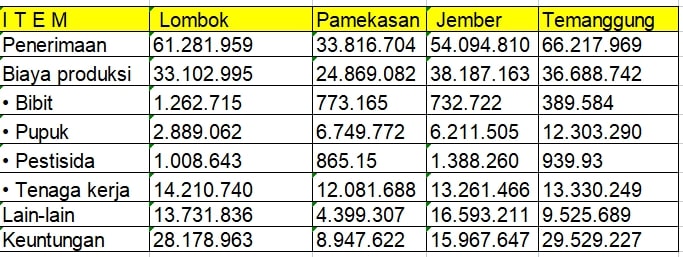 I T E M Lombok Pamekasan Jember Temanggung
Penerimaan 61.281.959 33.816.704 54.094.810 66.217.969
Biaya produksi 33.102.995 24.869.082 38.187.163 36.688.742
• Bibit 1.262.715 773.165 732.722 389.584
• Pupuk 2.889.062 6.749.772 6.211.505 12.303.290
• Pestisida 1.008.643 865.15 1.388.260 939.93
• Tenaga kerja 14.210.740 12.081.688 13.261.466 13.330.249
Lain-lain 13.731.836 4.399.307 16.593.211 9.525.689
Keuntungan 28.178.963 8.947.622 15.967.647 29.529.227